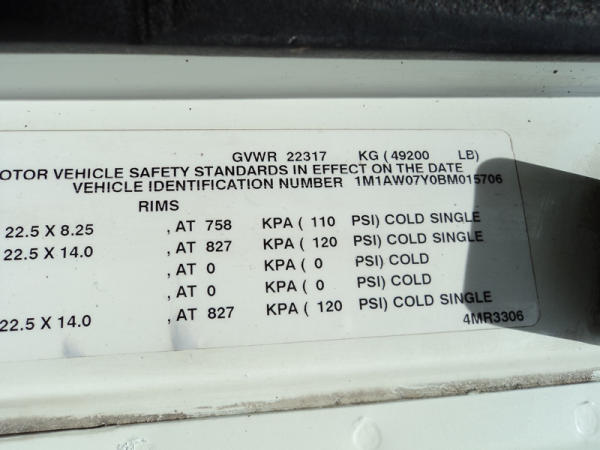 GVWR 22317 KG ( 49200 LB)
OTOR VEHICLE SAFETY STANDARDS IN EFFECT ON THE DATE
VEHICLE IDENTIFICATION NUMBER 1M1AW07Y0BM015706
RIMS
22.5 X 8.25 , AT 758 KPA ( 110 PSI) COLD SINGLE
22.5 X 14.0 , AT 827 KPA ( 120 PSI) COLD SINGLE
, AT 0 KPA ( 0 PSI) COLD
, AT 0 KPA ( 0 PSI) COLD
22.5 X 14.0 , AT 827 KPA ( 120 PSI) COLD SINGLE
4MR3306